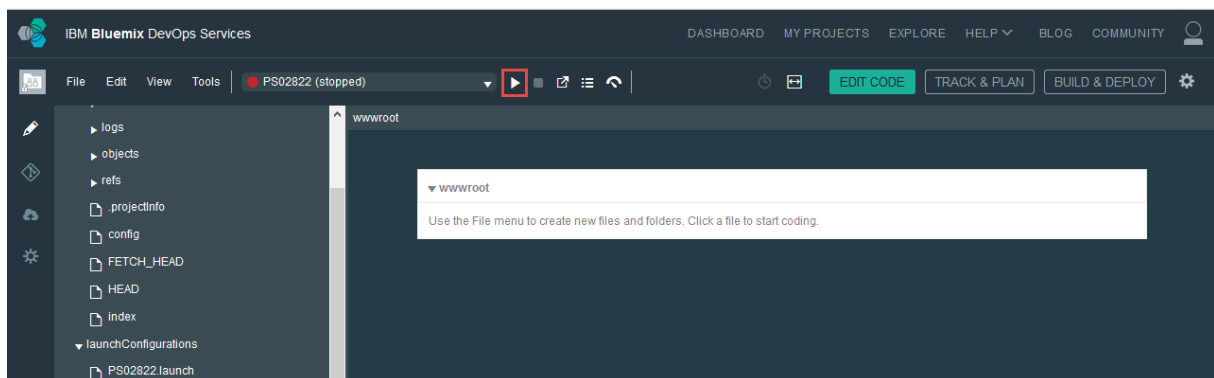 IBM Bluemix DevOps Services
DASHBOARD MY PROJECTS EXPLORE HELP BLOG COMMUNITY
File Edit View Tools PS02822 (stopped)
EDIT CODE TRACK & PLAN BUILD & DEPLOY
wwwroot
logs
objects
refs
.projectInfo
config
FETCH_HEAD
HEAD
index
launchConfigurations
PS02822.launch
wwwroot
Use the File menu to create new files and folders. Click a file to start coding.